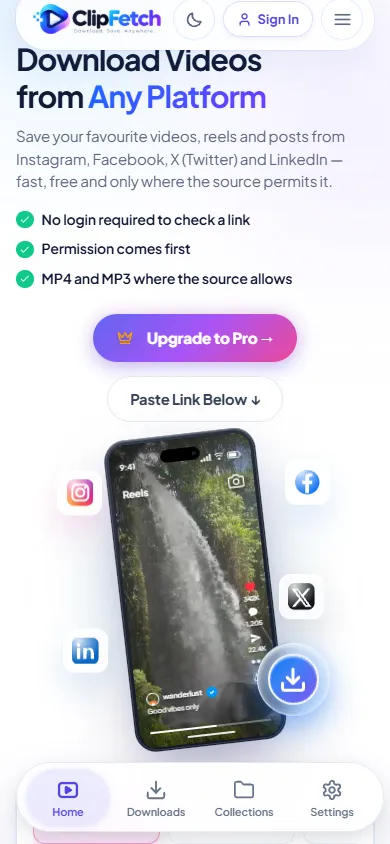 ClipFetch
Download. Save. Anywhere.
Sign In
Download Videos
from Any Platform
Save your favourite videos, reels and posts from
Instagram, Facebook, X (Twitter) and LinkedIn —
fast, free and only where the source permits it.
No login required to check a link
Permission comes first
MP4 and MP3 where the source allows
Upgrade to Pro →
Paste Link Below ↓
9:41
Reels
342K
1,205
22.4K
wanderlust
Good vibes only
in
Home
Downloads
Collections
Settings